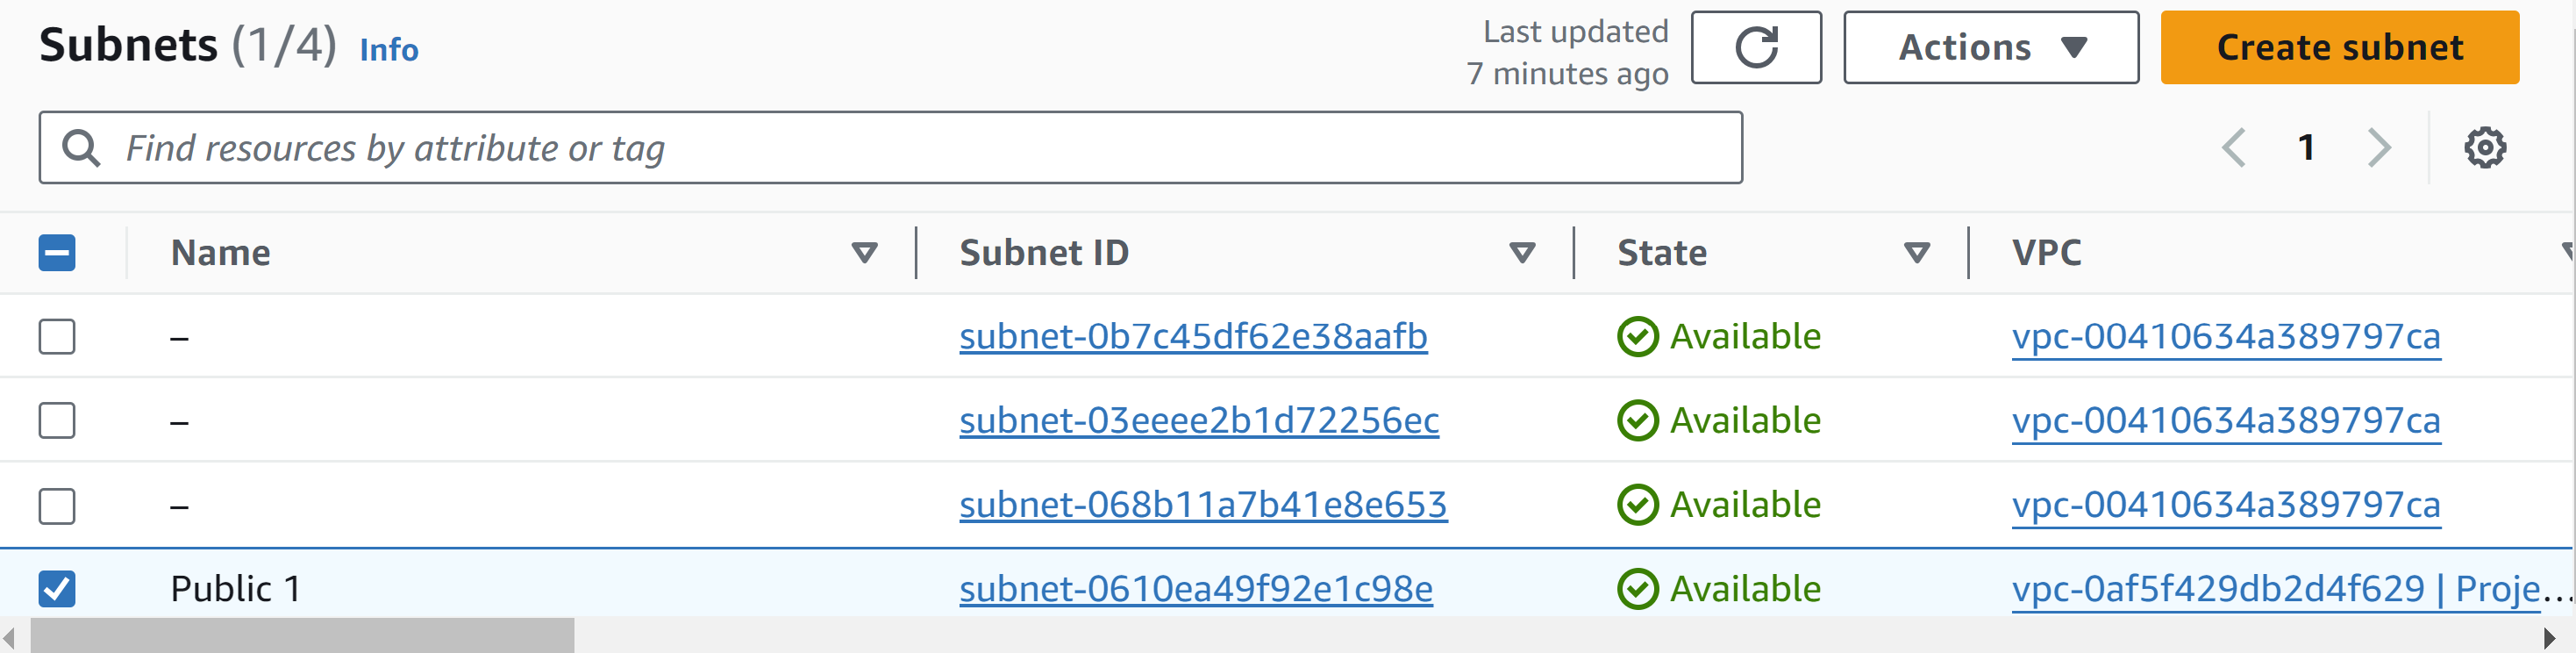 Subnets (1/4) Info
Last updated
7 minutes ago
Actions
Create subnet
Find resources by attribute or tag
1
Name Subnet ID State VPC
– subnet-0b7c45df62e38aafb Available vpc-00410634a389797ca
– subnet-03eeee2b1d72256ec Available vpc-00410634a389797ca
– subnet-068b11a7b41e8e653 Available vpc-00410634a389797ca
Public 1 subnet-0610ea49f92e1c98e Available vpc-0af5f429db2d4f629 | Proje...